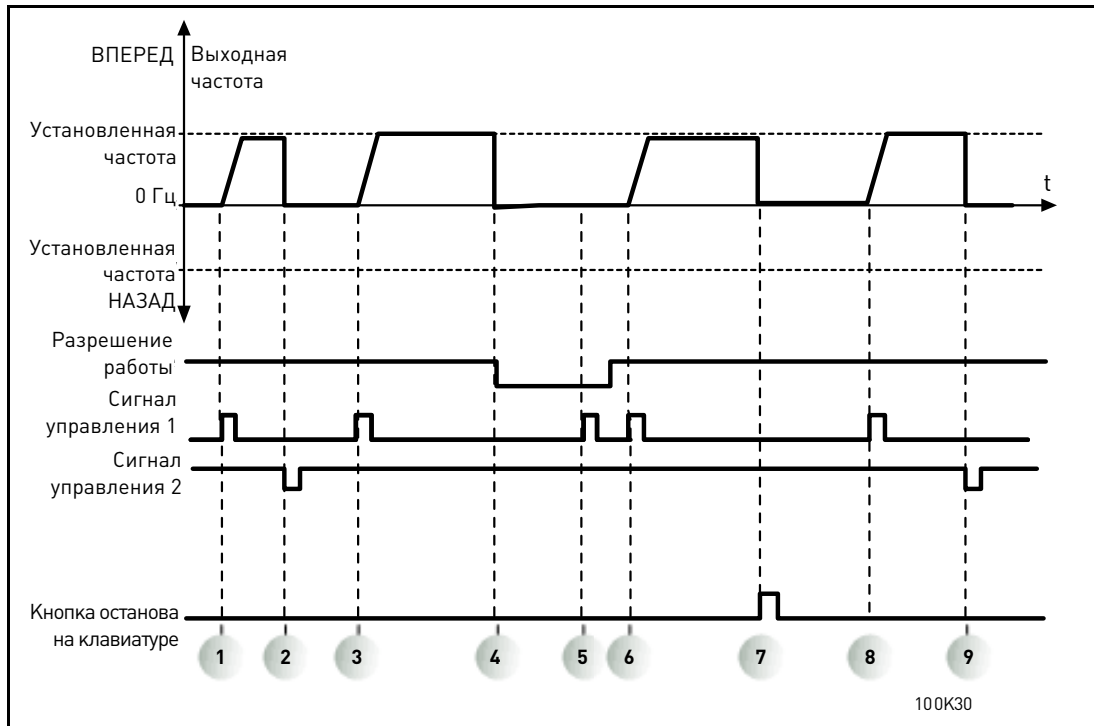 ВПЕРЕД
Выходная
частота
Установленная
частота
0 Гц
t
Установленная
частота
НАЗАД
Разрешение
работы
Сигнал
управления 1
Сигнал
управления 2
Кнопка останова
на клавиатуре
1 2 3 4 5 6 7 8 9
100K30